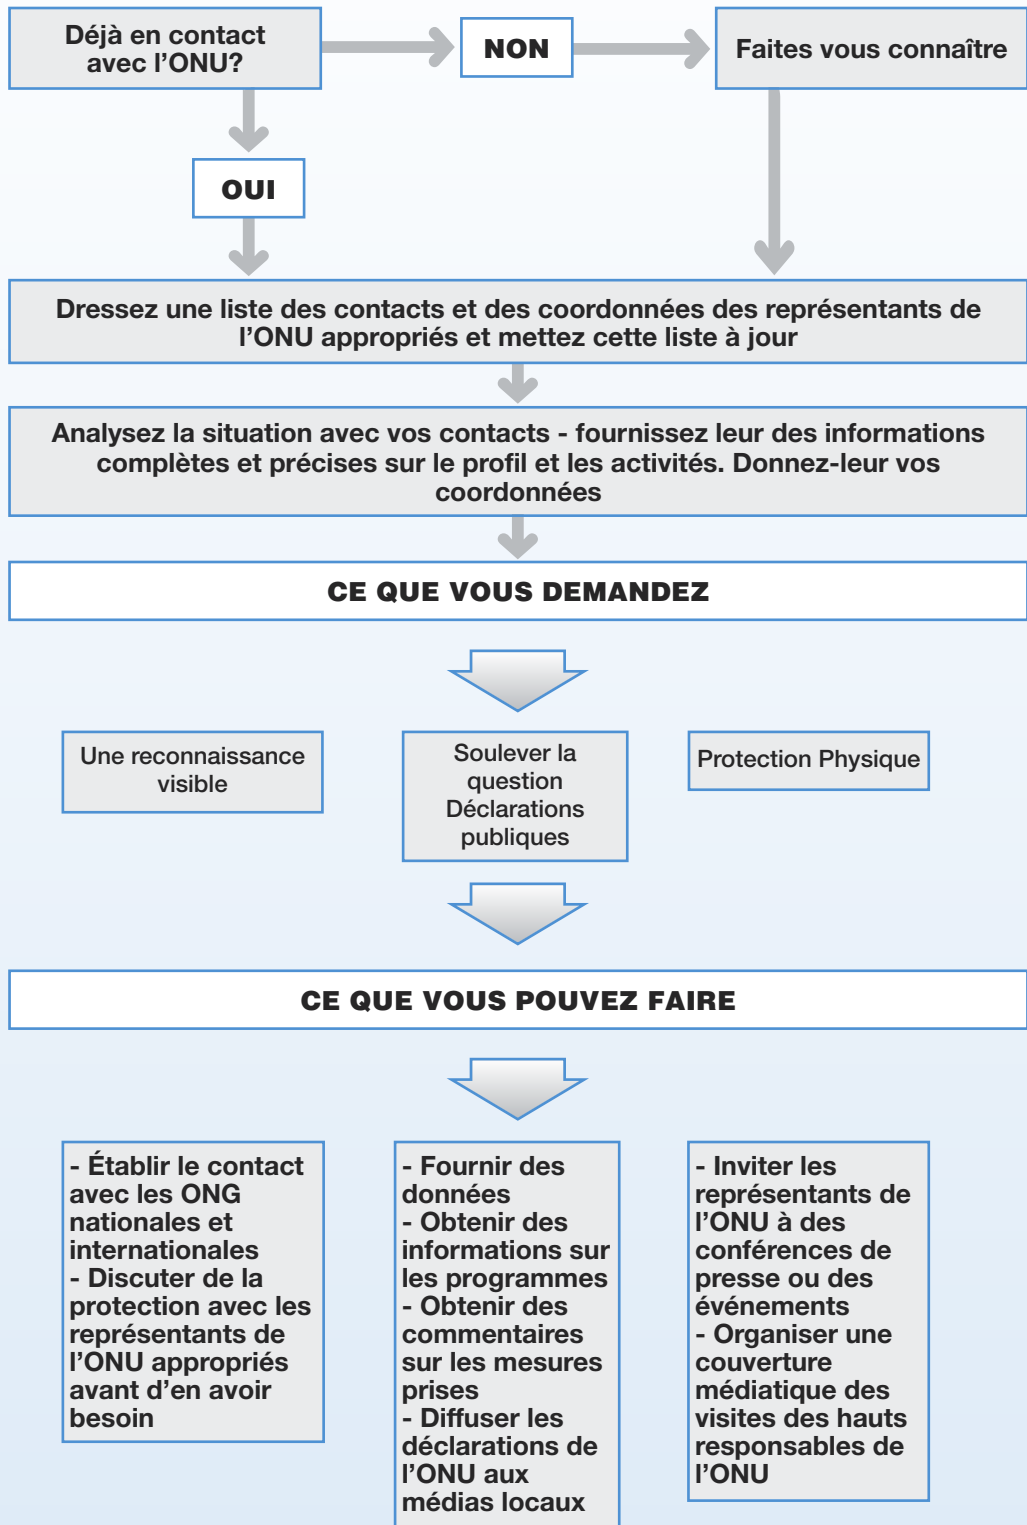 Déjà en contact
avec l'ONU?
NON
Faites vous connaître
OUI
Dressez une liste des contacts et des coordonnées des représentants de
l'ONU appropriés et mettez cette liste à jour
Analysez la situation avec vos contacts - fournissez leur des informations
complètes et précises sur le profil et les activités. Donnez-leur vos
coordonnées
CE QUE VOUS DEMANDEZ
Une reconnaissance
visible
Soulever la
question
Déclarations
publiques
Protection Physique
CE QUE VOUS POUVEZ FAIRE
- Établir le contact
avec les ONG
nationales et
internationales
- Discuter de la
protection avec les
représentants de
l'ONU appropriés
avant d'en avoir
besoin
- Fournir des
données
- Obtenir des
informations sur
les programmes
- Obtenir des
commentaires
sur les mesures
prises
- Diffuser les
déclarations de
l'ONU aux
médias locaux
- Inviter les
représentants de
l'ONU à des
conférences de
presse ou des
événements
- Organiser une
couverture
médiatique des
visites des hauts
responsables de
l'ONU